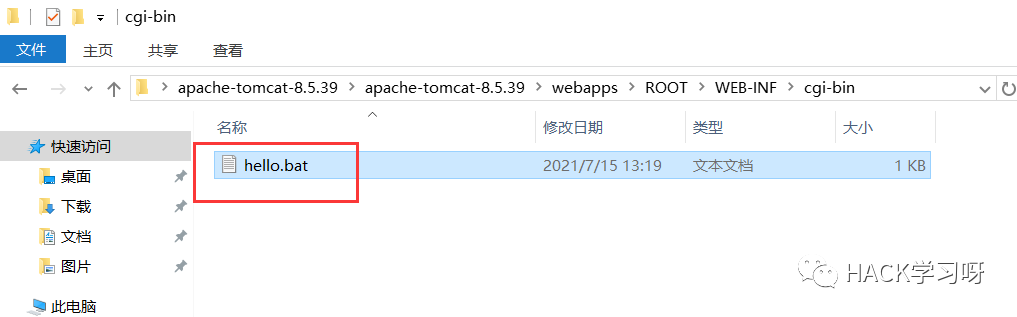 cgi-bin
文件 主页 共享 查看
apache-tomcat-8.5.39 apache-tomcat-8.5.39 webapps ROOT WEB-INF cgi-bin
名称 修改日期 类型 大小
快速访问
hello.bat 2021/7/15 13:19 文本文档 1 KB
桌面
下载
文档
图片
HACK学习呀
此电脑